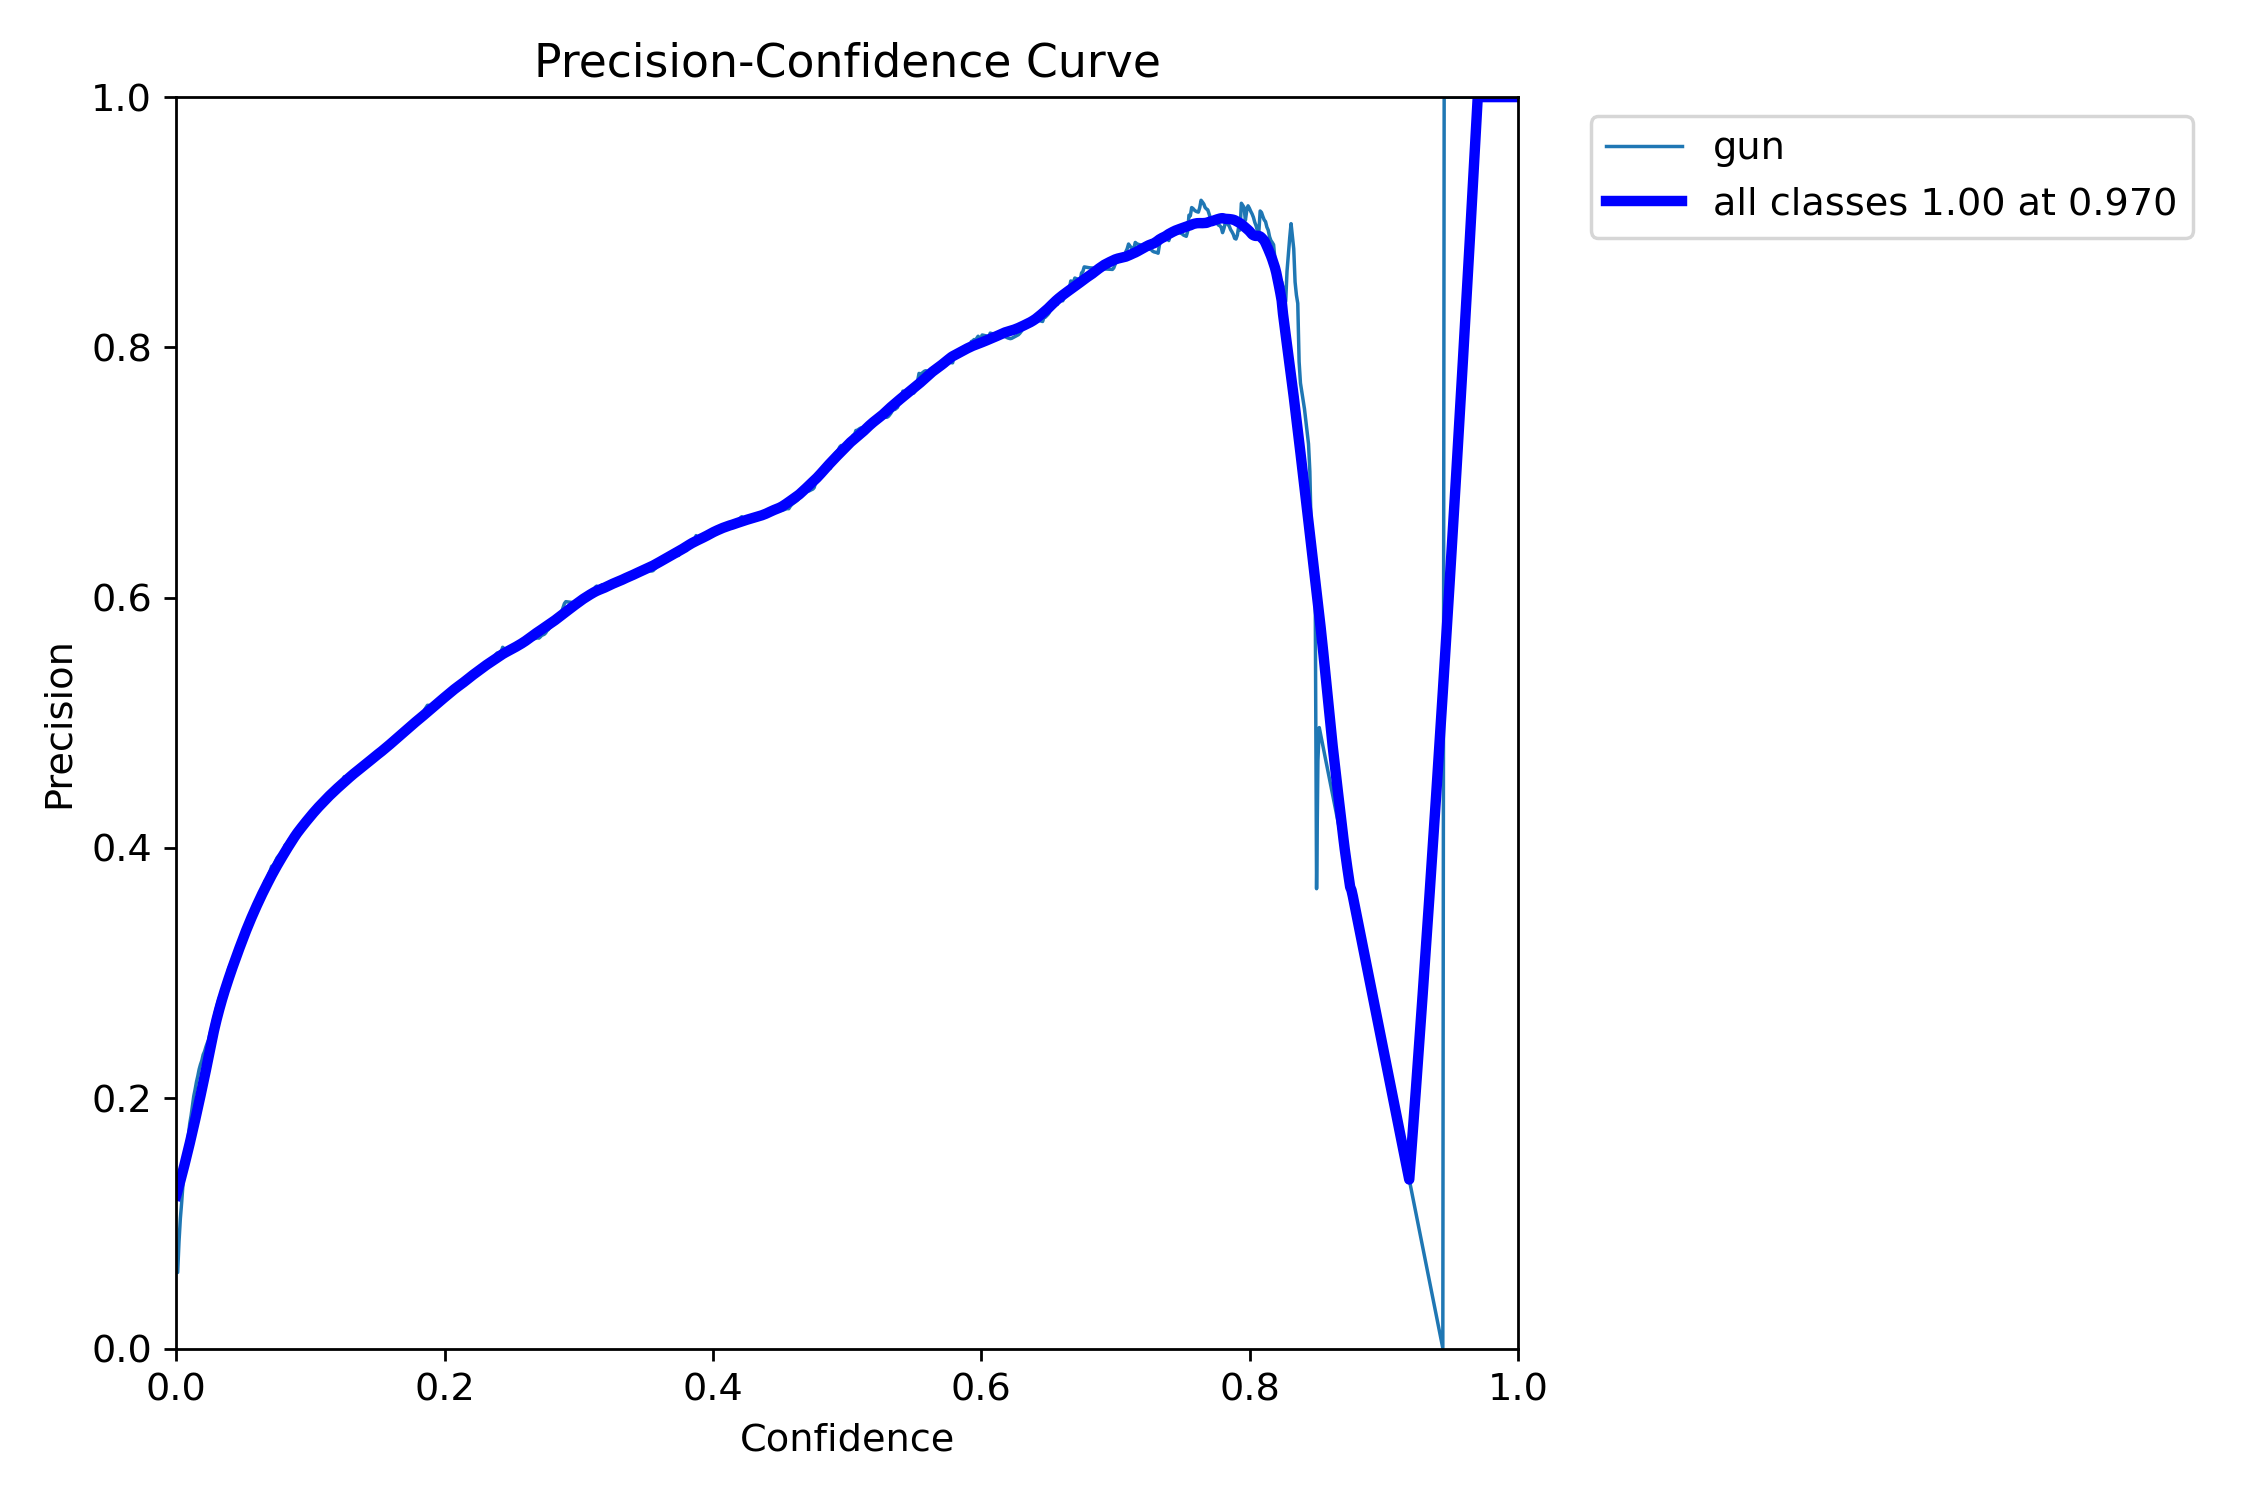 Precision-Confidence Curve
1.0
0.8
0.6
0.4
0.2
0.0
Precision
0.0 0.2 0.4 0.6 0.8 1.0
Confidence
gun
all classes 1.00 at 0.970